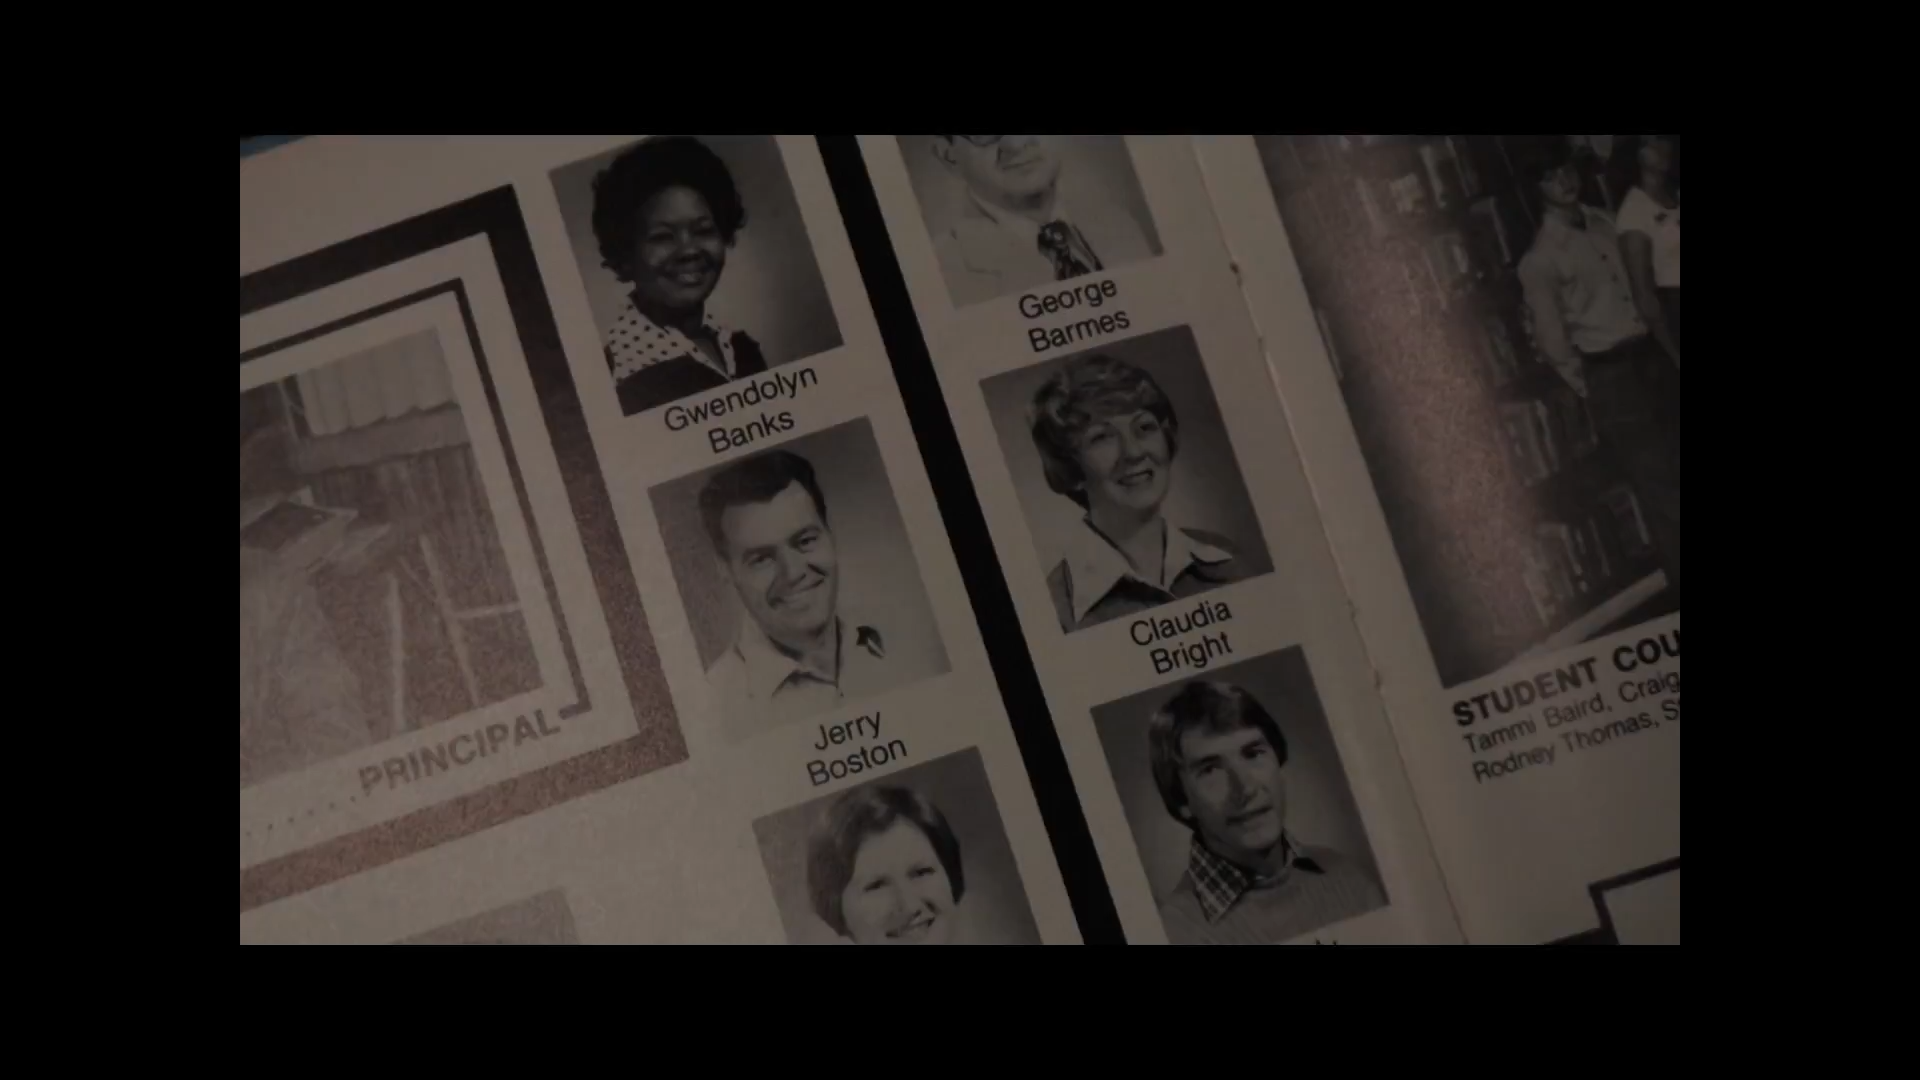 Gwendolyn
Banks
Jerry
Boston
PRINCIPAL
George
Barmes
Claudia
Bright
STUDENT COU
Tammi Baird, Craig
Rodney Thomas, S